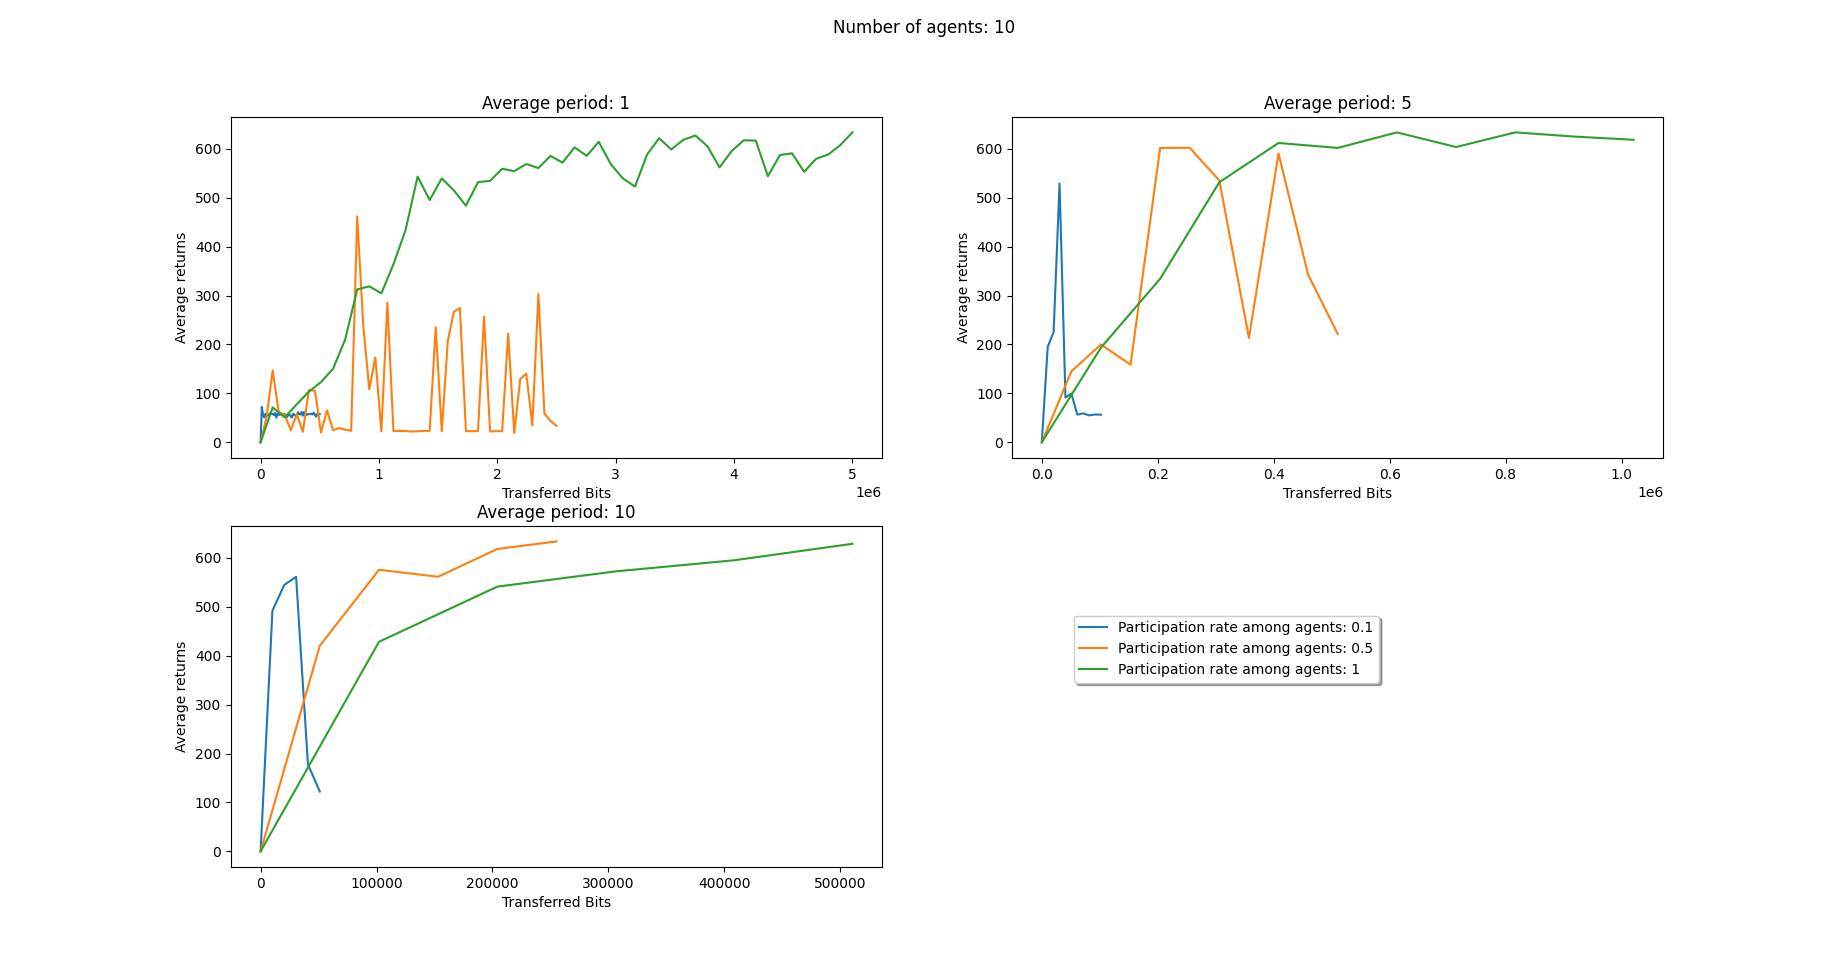 Number of agents: 10
Average period: 1
Average returns
600
500
400
300
200
100
0
0 1 2 3 4 5
1e6
Transferred Bits
Average period: 5
Average returns
600
500
400
300
200
100
0
0.0 0.2 0.4 0.6 0.8 1.0
1e6
Transferred Bits
Average period: 10
Average returns
600
500
400
300
200
100
0
0 100000 200000 300000 400000 500000
Transferred Bits
Participation rate among agents: 0.1
Participation rate among agents: 0.5
Participation rate among agents: 1